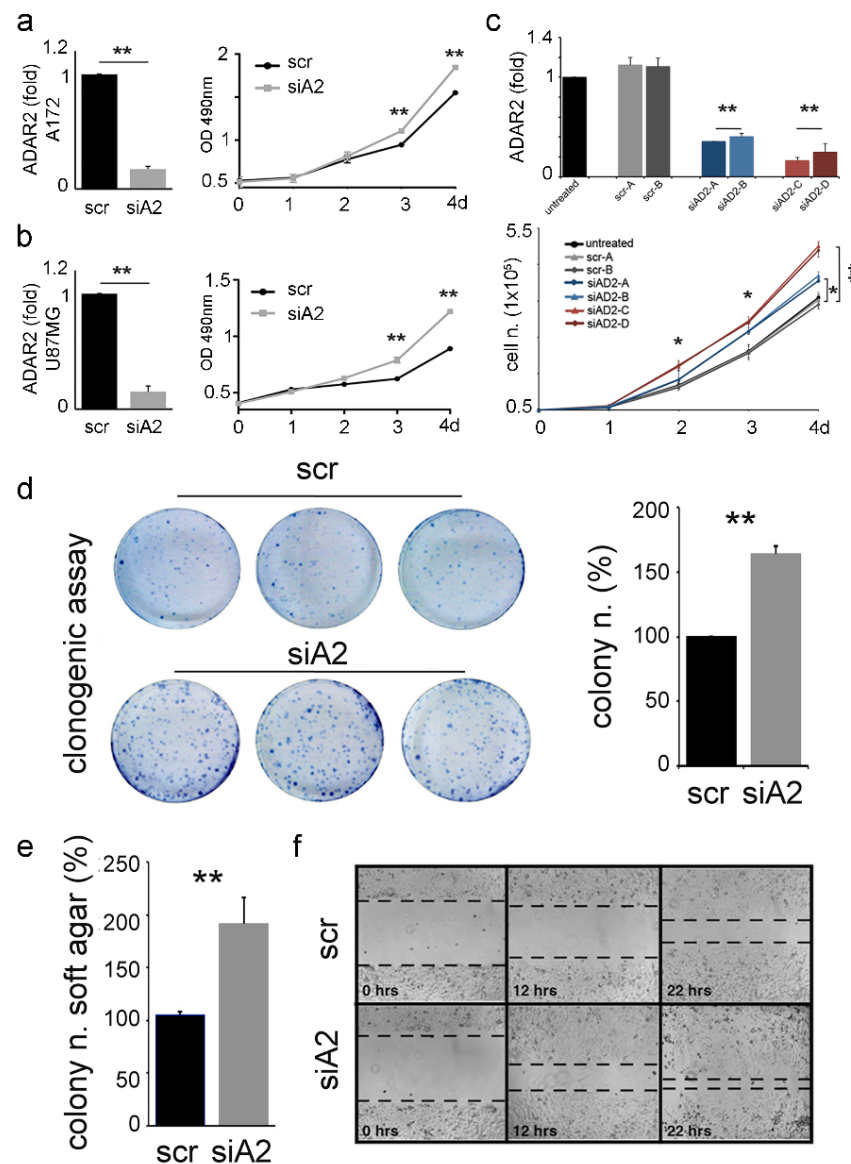 a
ADAR2 (fold)
A172
1.2
1
0
**
scr
siA2
OD 490nm
2
1
0.5
scr
siA2
**
**
0 1 2 3 4d
b
ADAR2 (fold)
U87MG
1.2
1
0
**
scr
siA2
OD 490nm
1.5
1
0.5
scr
siA2
**
**
0 1 2 3 4d
c
ADAR2 (fold)
1.4
1
0
**
**
untreated
scr-A
scr-B
siAD2-A
siAD2-B
siAD2-C
siAD2-D
cell n. (1x10⁵)
5.5
0.5
untreated
scr-A
scr-B
siAD2-A
siAD2-B
siAD2-C
siAD2-D
*
*
*
0 1 2 3 4d
d
clonogenic assay
scr
siA2
colony n. (%)
200
150
100
50
0
**
scr siA2
e
colony n. soft agar (%)
250
200
150
100
50
0
**
scr siA2
f
scr
0 hrs 12 hrs 22 hrs
siA2
0 hrs 12 hrs 22 hrs